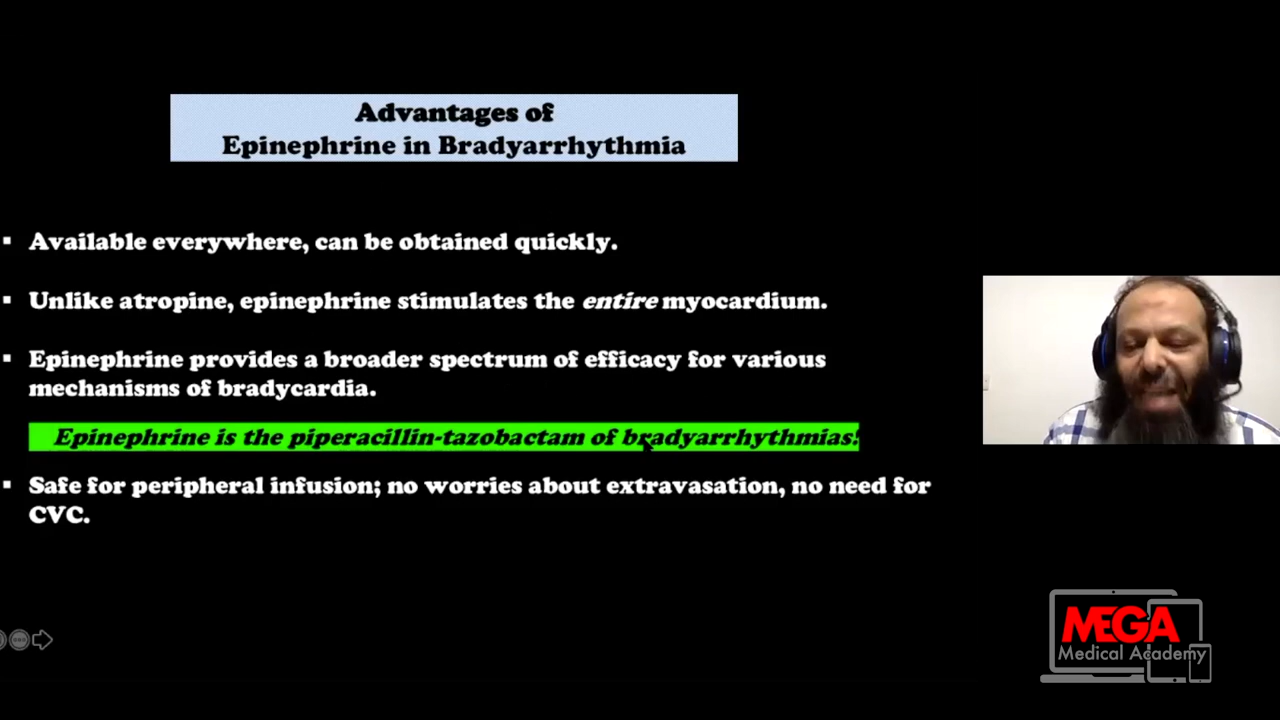 Advantages of
Epinephrine in Bradyarrhythmia
▪ Available everywhere, can be obtained quickly.
▪ Unlike atropine, epinephrine stimulates the entire myocardium.
▪ Epinephrine provides a broader spectrum of efficacy for various
mechanisms of bradycardia.
Epinephrine is the piperacillin-tazobactam of bradyarrhythmias!
▪ Safe for peripheral infusion; no worries about extravasation, no need for
CVC.
MEGA
Medical Academy